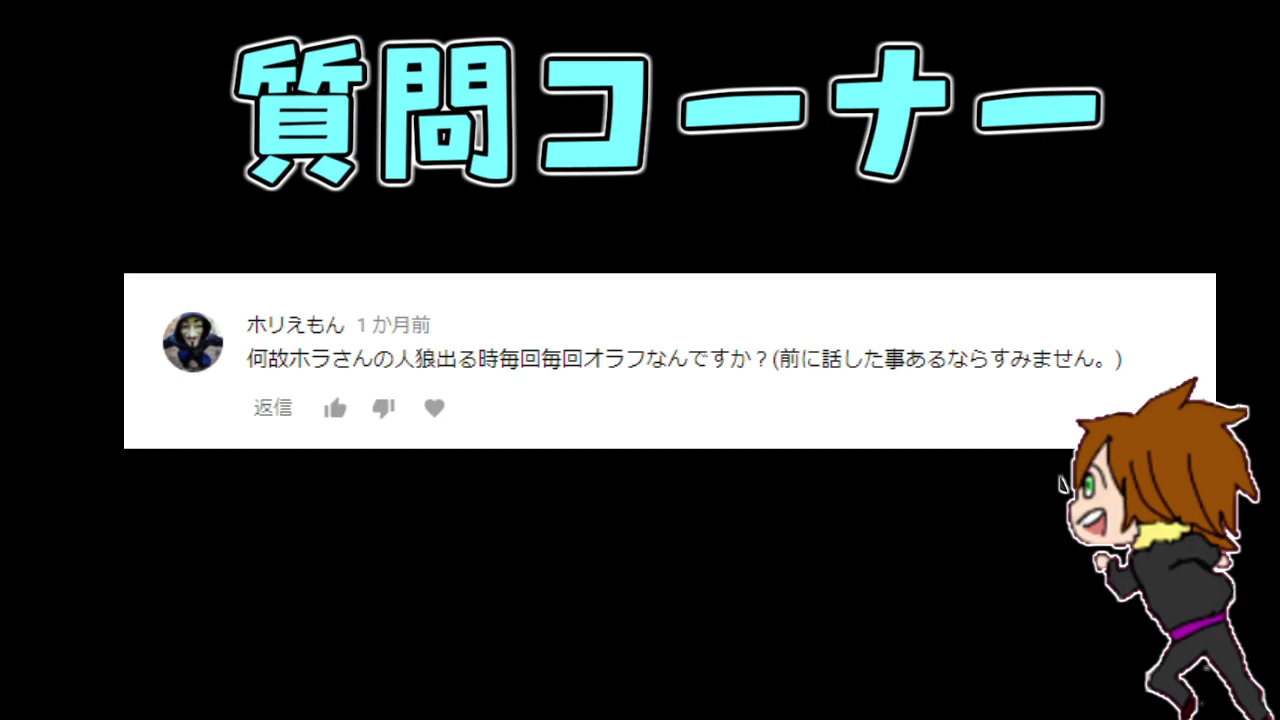 質問コーナー
ホリえもん 1 か月前
何故ホラさんの人狼出る時毎回毎回オラフなんですか？(前に話した事あるならすみません。)
返信